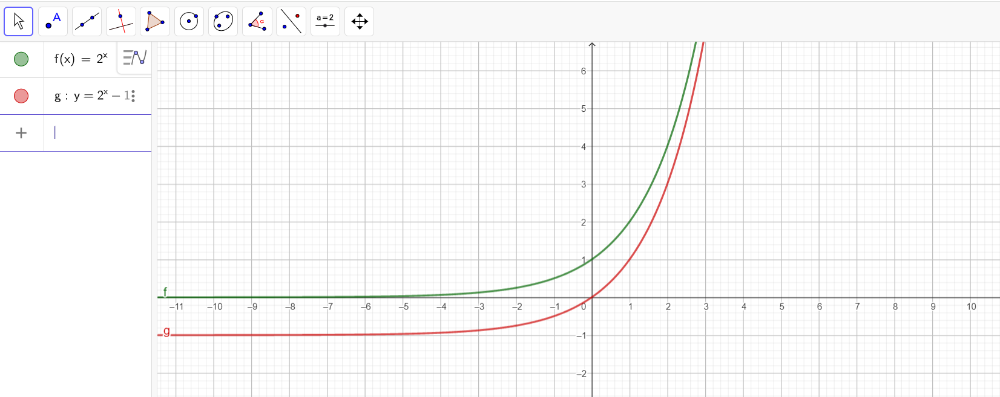 A
α
a = 2
f(x) = 2ˣ
g : y = 2ˣ – 1
6
5
4
3
2
1
f
–11 –10 –9 –8 –7 –6 –5 –4 –3 –2 –1 0 1 2 3 4 5 6 7 8 9 10
g
–1
–2